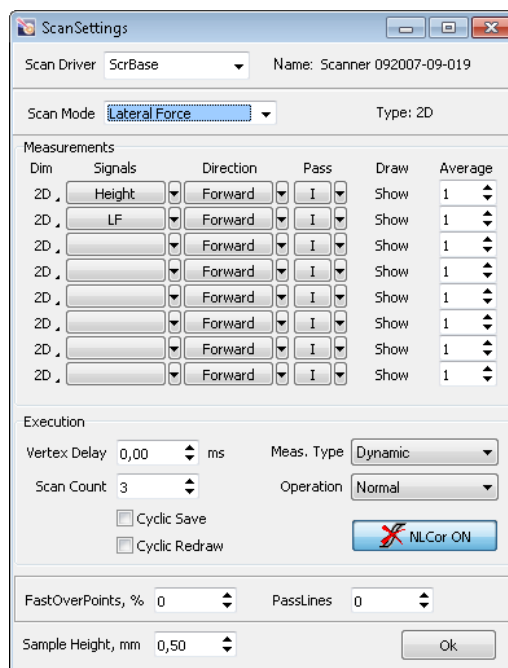 ScanSettings
Scan Driver ScrBase Name: Scanner 092007-09-019
Scan Mode Lateral Force Type: 2D
Measurements
Dim Signals Direction Pass Draw Average
2D Height Forward I Show 1
2D LF Forward I Show 1
2D Forward I Show 1
2D Forward I Show 1
2D Forward I Show 1
2D Forward I Show 1
2D Forward I Show 1
2D Forward I Show 1
Execution
Vertex Delay 0,00 ms Meas. Type Dynamic
Scan Count 3 Operation Normal
Cyclic Save
Cyclic Redraw
NLCor ON
FastOverPoints, % 0 PassLines 0
Sample Height, mm 0,50 Ok